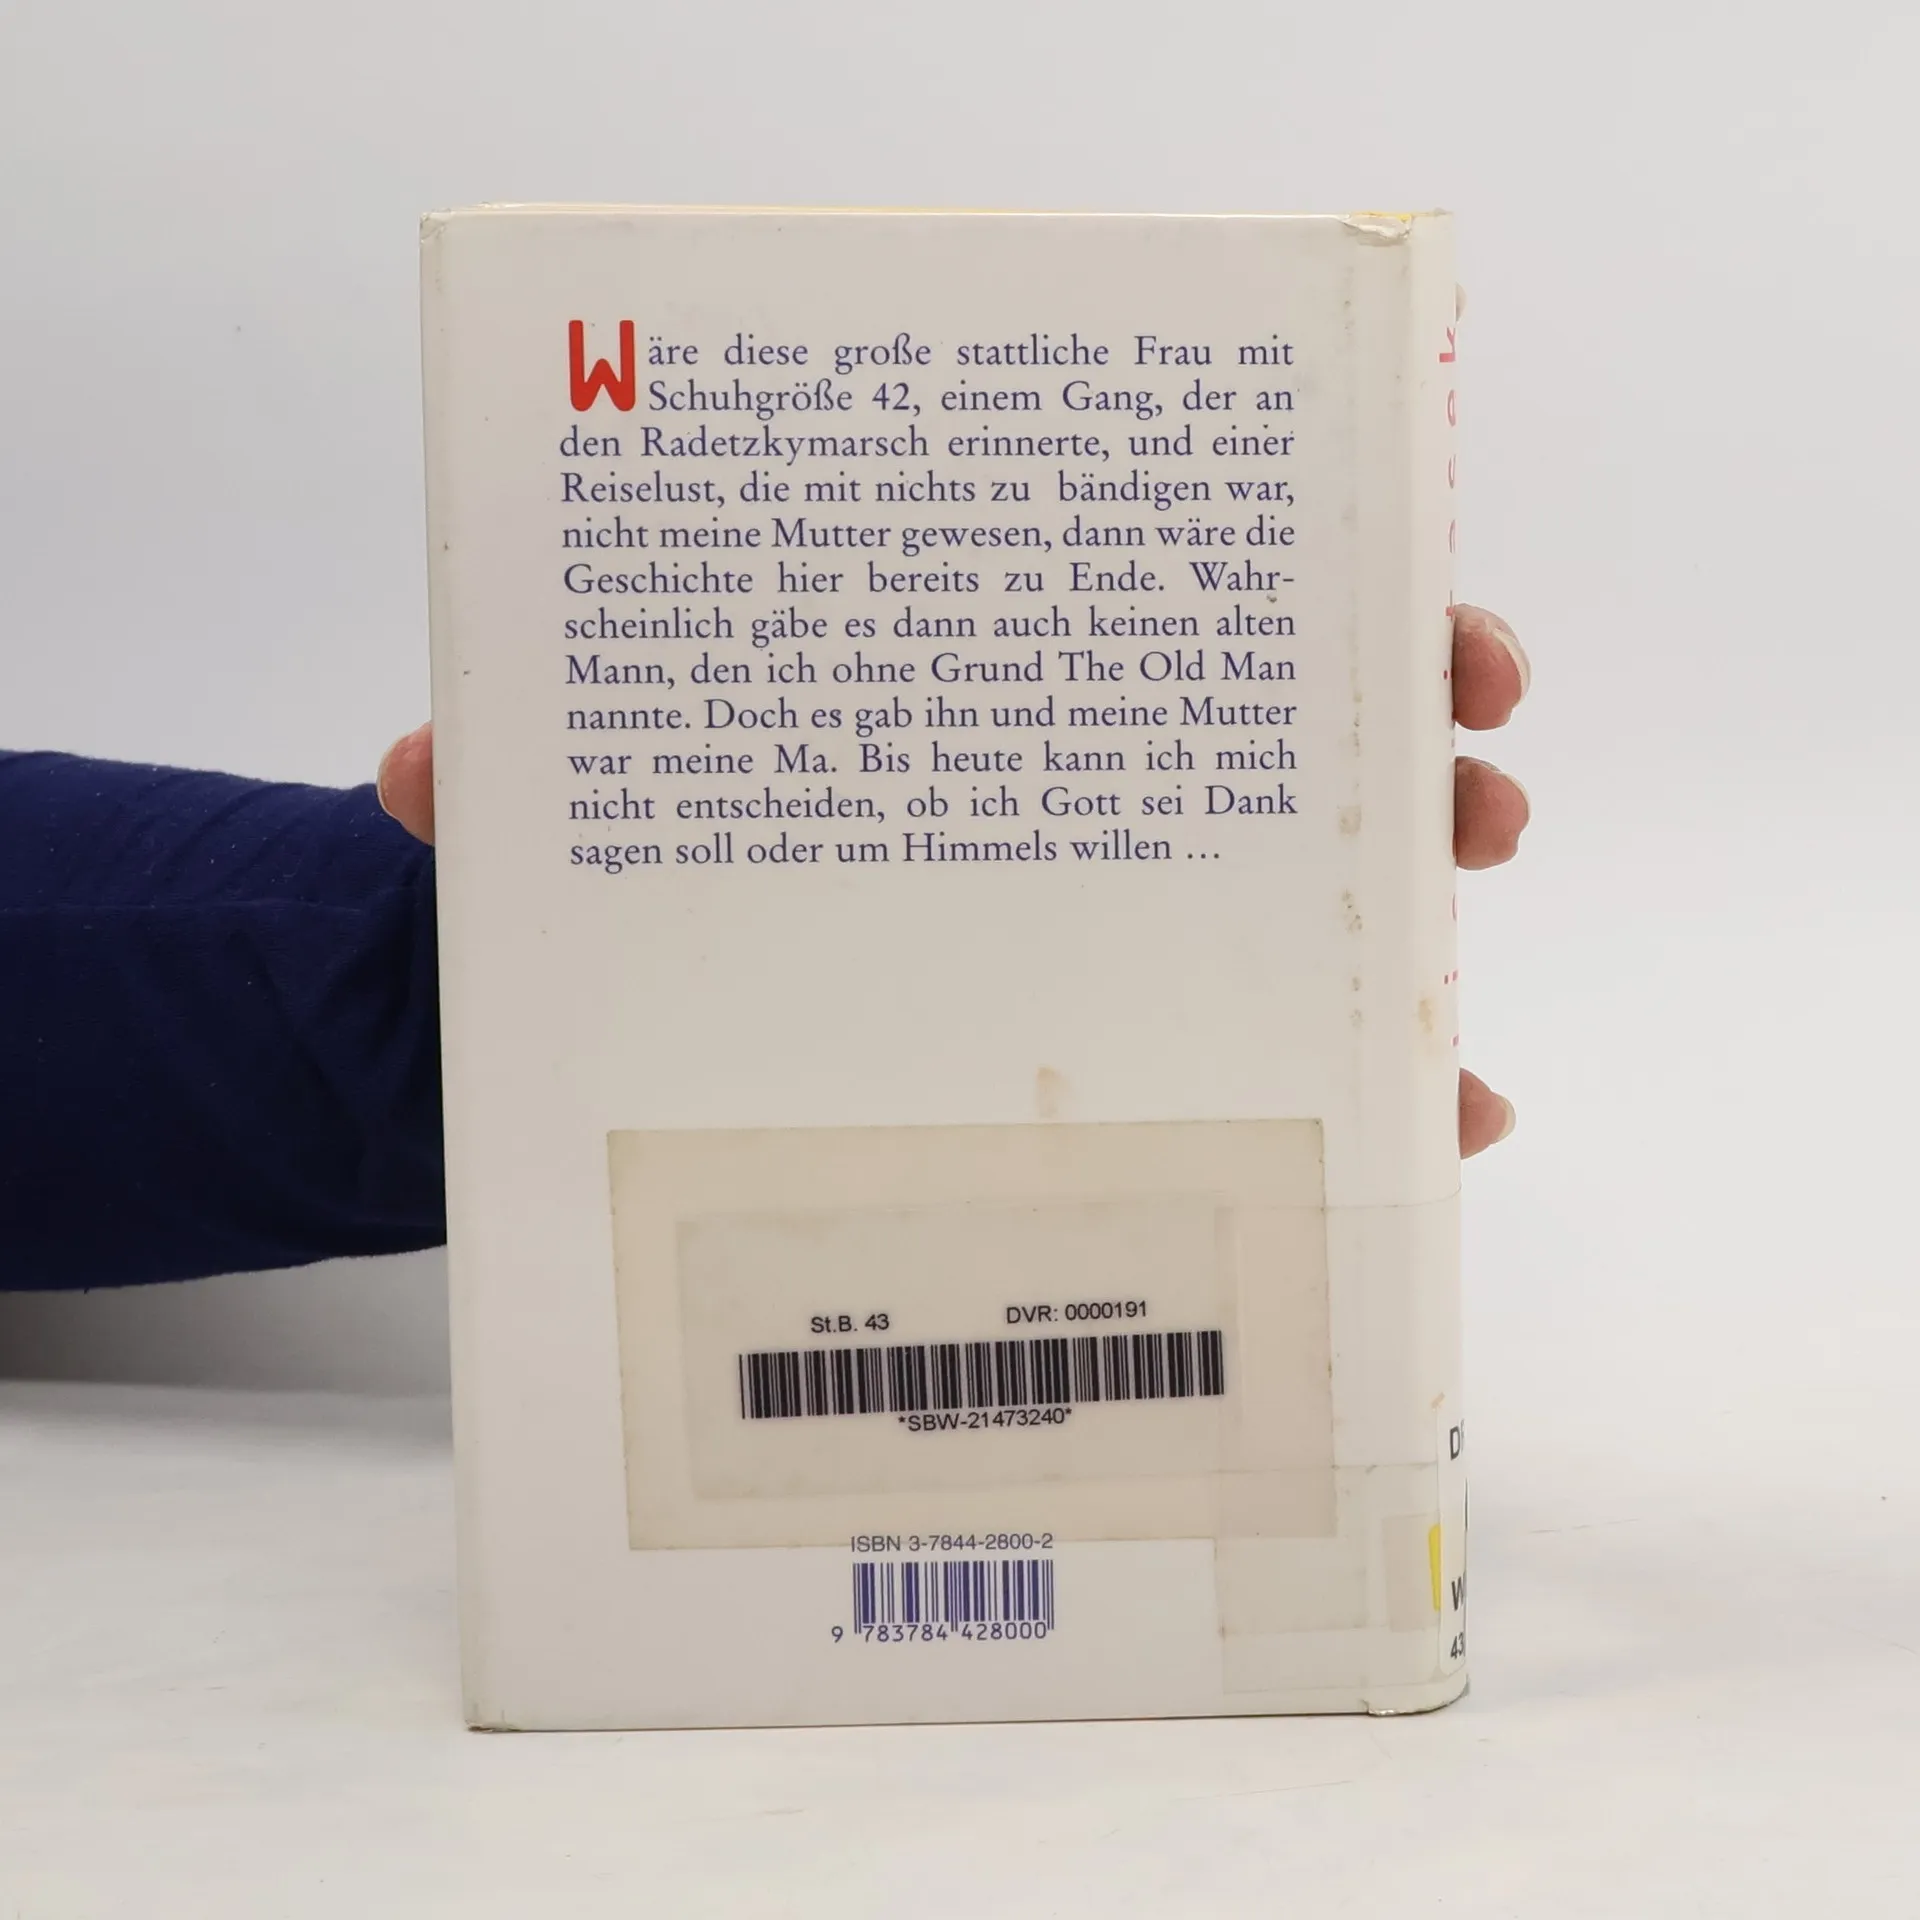 Wäre diese große stattliche Frau mit
Schuhgröße 42, einem Gang, der an
den Radetzkymarsch erinnerte, und einer
Reiselust, die mit nichts zu bändigen war,
nicht meine Mutter gewesen, dann wäre die
Geschichte hier bereits zu Ende. Wahr-
scheinlich gäbe es dann auch keinen alten
Mann, den ich ohne Grund The Old Man
nannte. Doch es gab ihn und meine Mutter
war meine Ma. Bis heute kann ich mich
nicht entscheiden, ob ich Gott sei Dank
sagen soll oder um Himmels willen ...
St.B. 43 DVR: 0000191
*SBW-21473240*
ISBN 3-7844-2800-2
9 783784 428000